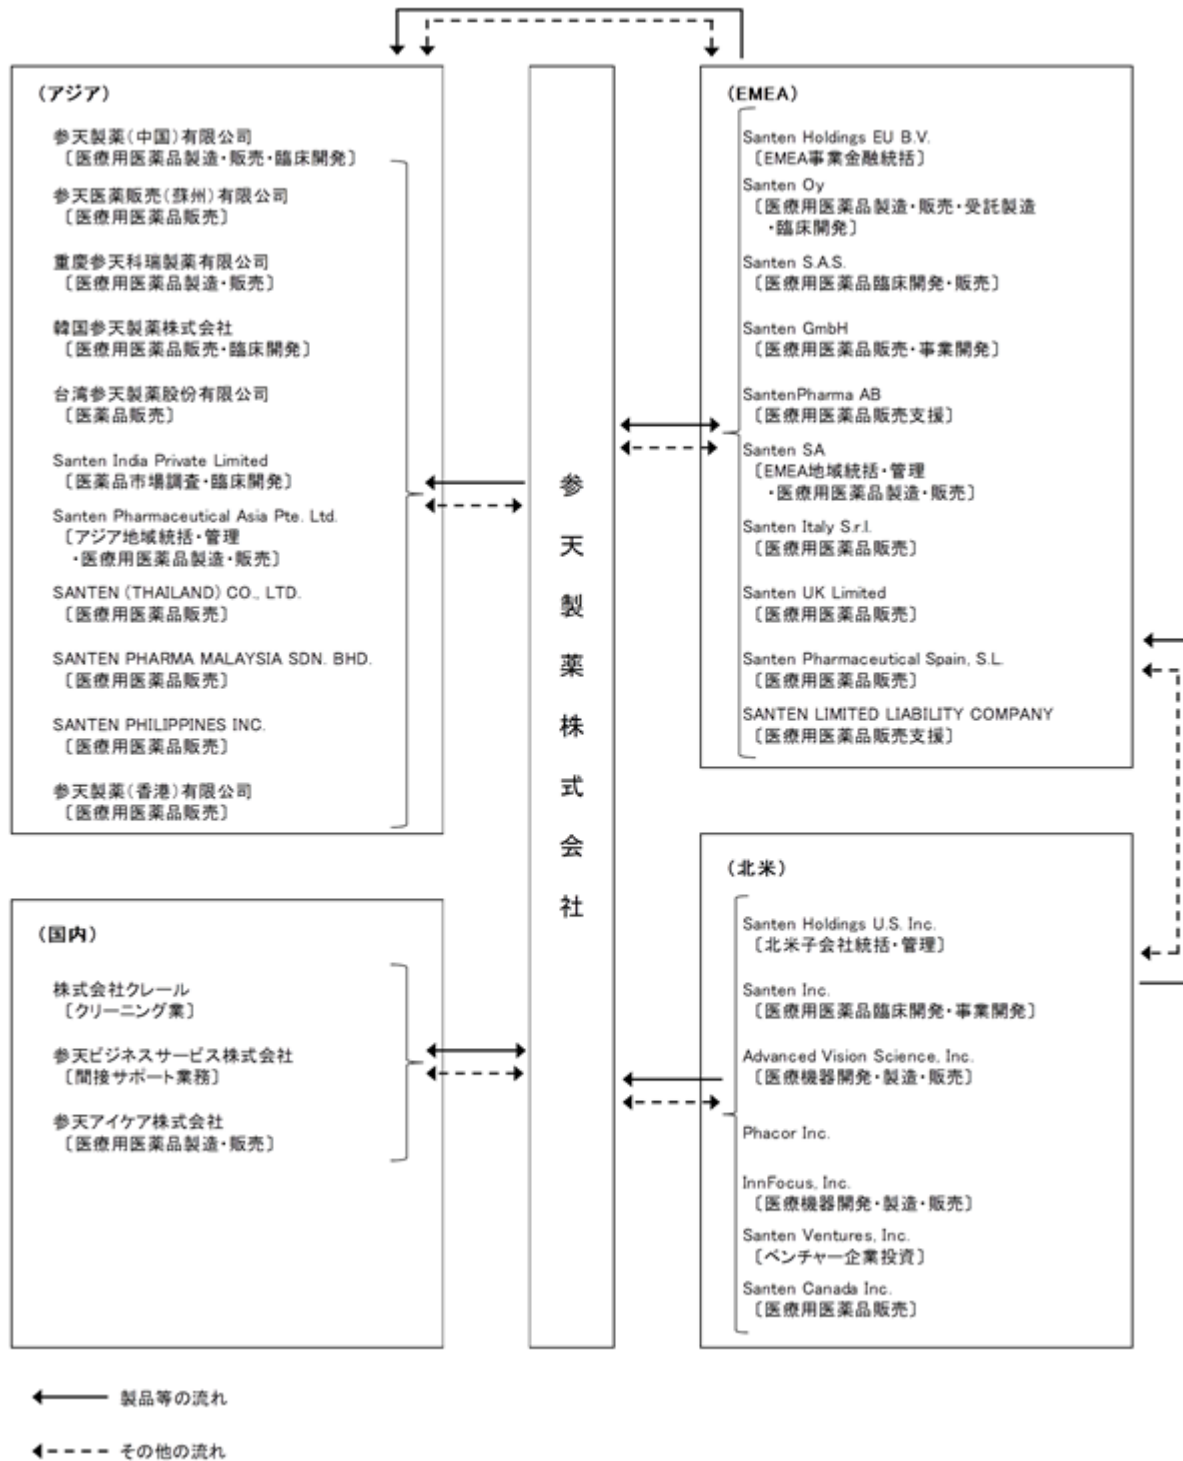 (アジア)
参天製薬(中国)有限公司
〔医療用医薬品製造・販売・臨床開発〕
参天医薬販売(蘇州)有限公司
〔医療用医薬品販売〕
重慶参天科瑞製薬有限公司
〔医療用医薬品製造・販売〕
韓国参天製薬株式会社
〔医療用医薬品販売・臨床開発〕
台湾参天製薬股份有限公司
〔医薬品販売〕
Santen India Private Limited
〔医薬品市場調査・臨床開発〕
Santen Pharmaceutical Asia Pte. Ltd.
〔アジア地域統括・管理
・医療用医薬品製造・販売〕
SANTEN (THAILAND) CO., LTD.
〔医療用医薬品販売〕
SANTEN PHARMA MALAYSIA SDN. BHD.
〔医療用医薬品販売〕
SANTEN PHILIPPINES INC.
〔医療用医薬品販売〕
参天製薬(香港)有限公司
〔医療用医薬品販売〕
(国内)
株式会社クレール
〔クリーニング業〕
参天ビジネスサービス株式会社
〔間接サポート業務〕
参天アイケア株式会社
〔医療用医薬品製造・販売〕
参天製薬株式会社
(EMEA)
Santen Holdings EU B.V.
〔EMEA事業金融統括〕
Santen Oy
〔医療用医薬品製造・販売・受託製造
・臨床開発〕
Santen S.A.S.
〔医療用医薬品臨床開発・販売〕
Santen GmbH
〔医療用医薬品販売・事業開発〕
SantenPharma AB
〔医療用医薬品販売支援〕
Santen SA
〔EMEA地域統括・管理
・医療用医薬品製造・販売〕
Santen Italy S.r.l.
〔医療用医薬品販売〕
Santen UK Limited
〔医療用医薬品販売〕
Santen Pharmaceutical Spain, S.L.
〔医療用医薬品販売〕
SANTEN LIMITED LIABILITY COMPANY
〔医療用医薬品販売支援〕
(北米)
Santen Holdings U.S. Inc.
〔北米子会社統括・管理〕
Santen Inc.
〔医療用医薬品臨床開発・事業開発〕
Advanced Vision Science, Inc.
〔医療機器開発・製造・販売〕
Phacor Inc.
InnFocus, Inc.
〔医療機器開発・製造・販売〕
Santen Ventures, Inc.
〔ベンチャー企業投資〕
Santen Canada Inc.
〔医療用医薬品販売〕
製品等の流れ
その他の流れ